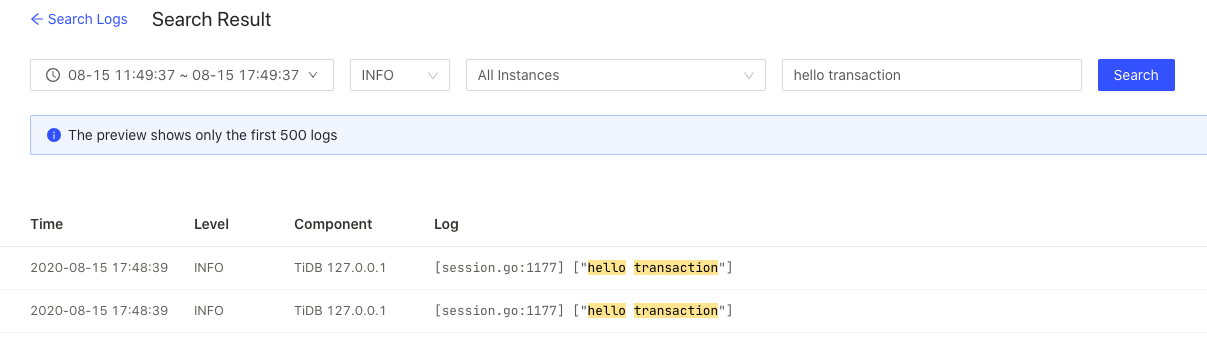 Search Logs Search Result
08-15 11:49:37 ~ 08-15 17:49:37 INFO All Instances hello transaction Search
The preview shows only the first 500 logs
Time Level Component Log
2020-08-15 17:48:39 INFO TiDB 127.0.0.1 [session.go:1177] ["hello transaction"]
2020-08-15 17:48:39 INFO TiDB 127.0.0.1 [session.go:1177] ["hello transaction"]